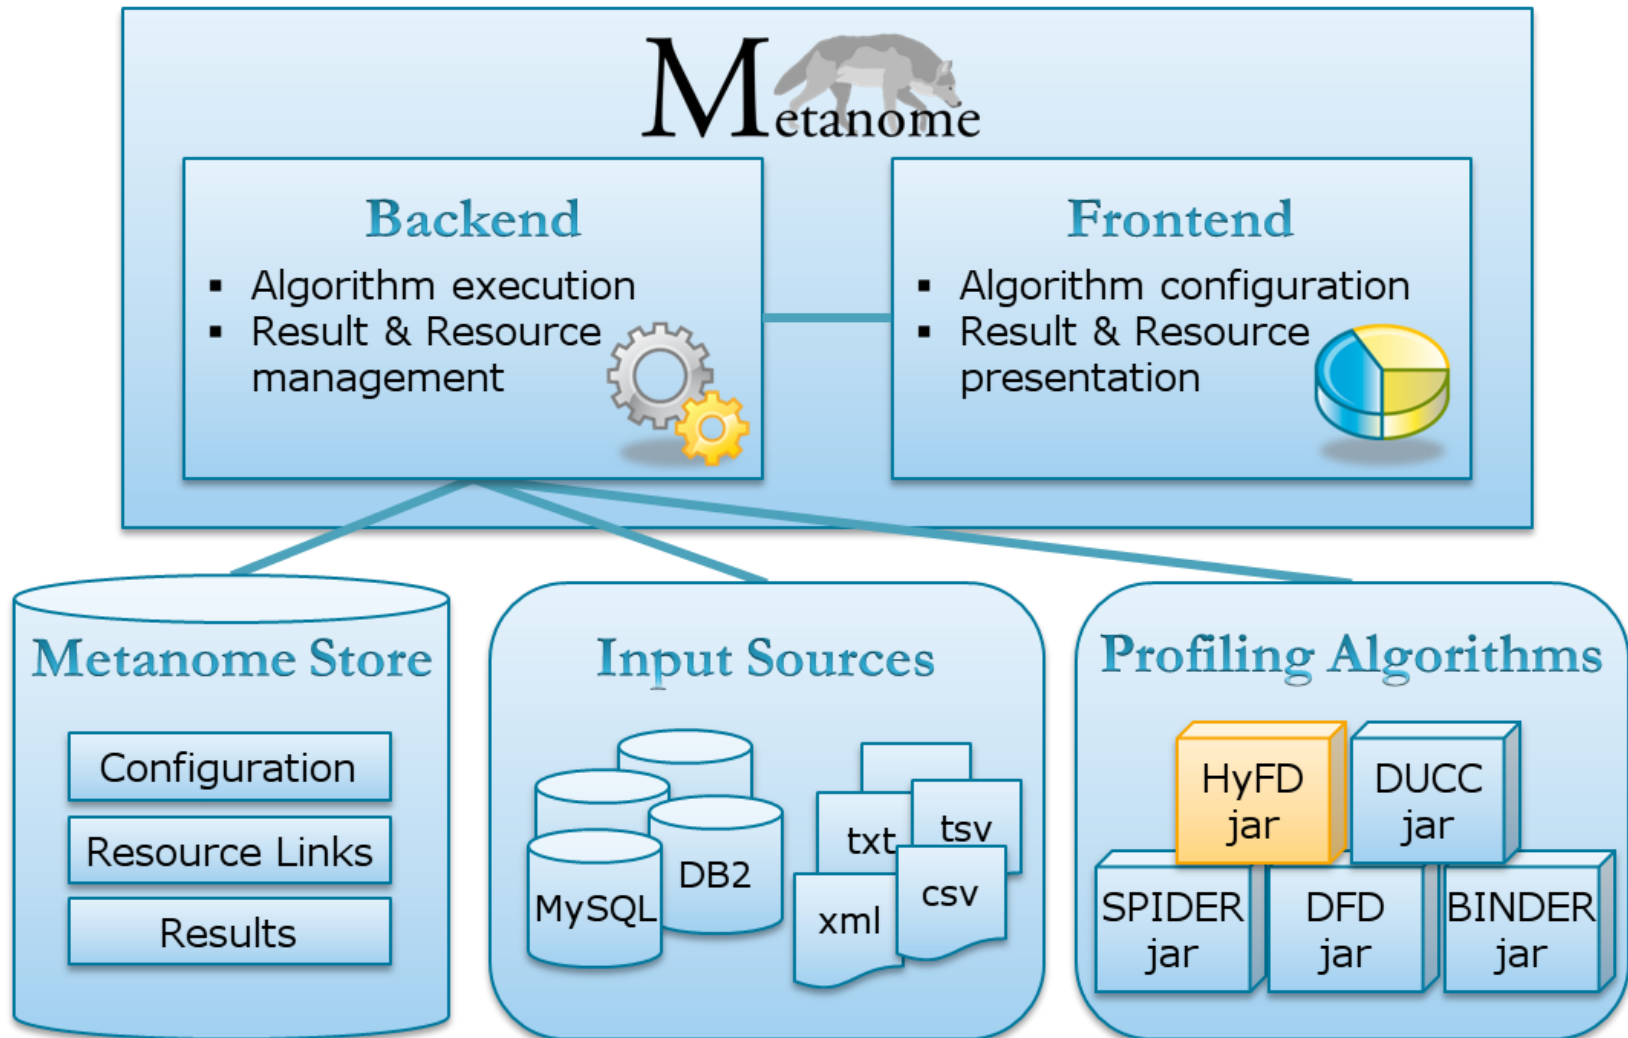 Metanome
Backend
▪ Algorithm execution
▪ Result & Resource
management
Frontend
▪ Algorithm configuration
▪ Result & Resource
presentation
Metanome Store
Configuration
Resource Links
Results
Input Sources
MySQL
DB2
txt
tsv
xml
csv
Profiling Algorithms
HyFD
jar
DUCC
jar
SPIDER
jar
DFD
jar
BINDER
jar